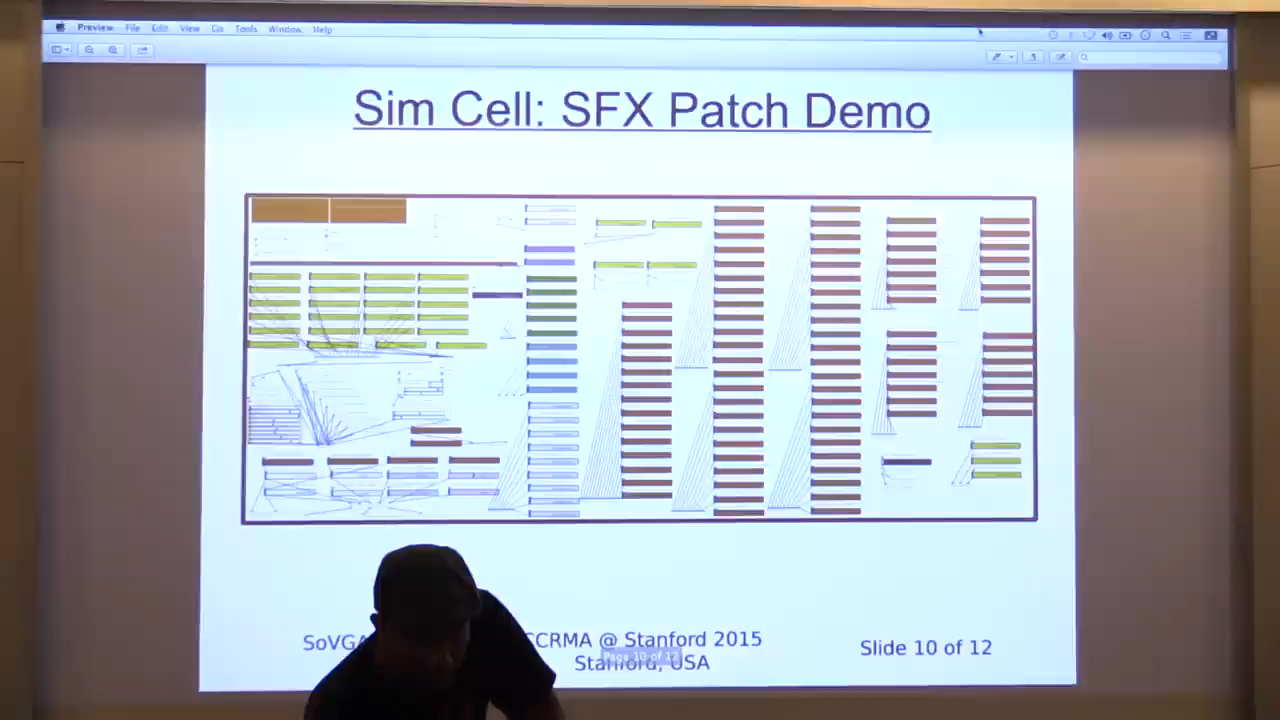 Preview File Edit View Go Tools Window Help
Sim Cell: SFX Patch Demo
CCRMA @ Stanford 2015
Stanford, USA
Page 10 of 12
Slide 10 of 12